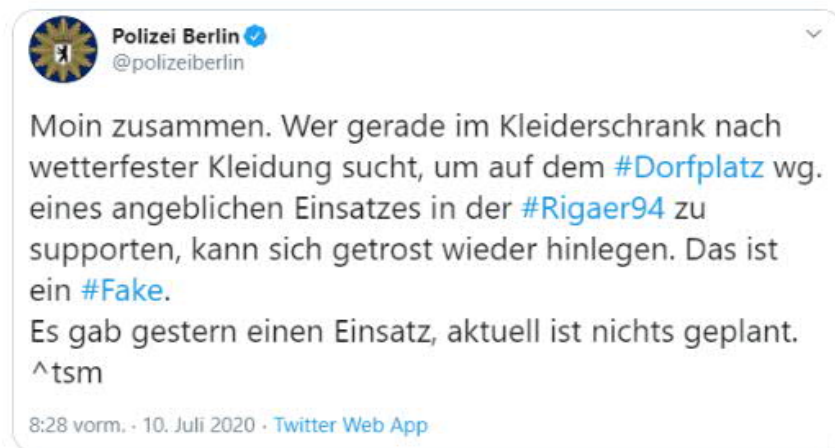 Polizei Berlin
@polizeiberlin
Moin zusammen. Wer gerade im Kleiderschrank nach
wetterfester Kleidung sucht, um auf dem #Dorfplatz wg.
eines angeblichen Einsatzes in der #Rigaer94 zu
supporten, kann sich getrost wieder hinlegen. Das ist
ein #Fake.
Es gab gestern einen Einsatz, aktuell ist nichts geplant.
^tsm
8:28 vorm. · 10. Juli 2020 · Twitter Web App